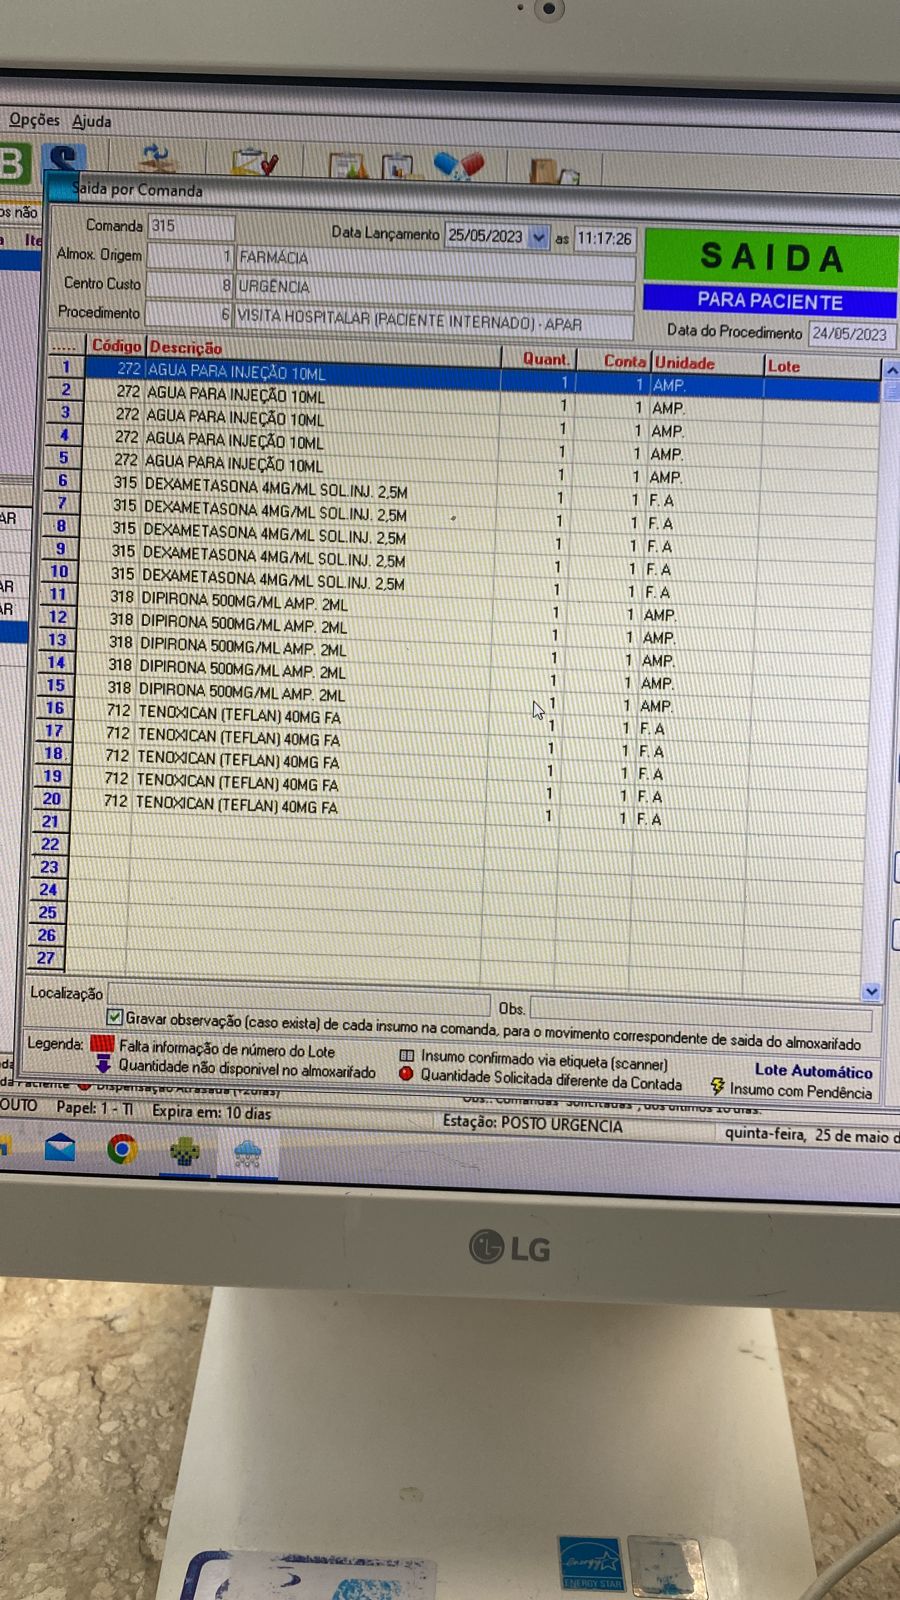 Opções Ajuda
B S
Saida por Comanda
os não
Comanda 315 Data Lançamento 25/05/2023 as 11:17:26
Almox. Origem 1 FARMÁCIA
Centro Custo 8 URGÊNCIA
Procedimento 6 VISITA HOSPITALAR (PACIENTE INTERNADO) - APAR
SAIDA
PARA PACIENTE
Data do Procedimento 24/05/2023
..... Código Descrição Quant. Conta Unidade Lote
1 272 AGUA PARA INJEÇÃO 10ML 1 1 AMP.
2 272 AGUA PARA INJEÇÃO 10ML 1 1 AMP.
3 272 AGUA PARA INJEÇÃO 10ML 1 1 AMP.
4 272 AGUA PARA INJEÇÃO 10ML 1 1 AMP.
5 272 AGUA PARA INJEÇÃO 10ML 1 1 AMP.
6 315 DEXAMETASONA 4MG/ML SOL.INJ. 2,5M 1 1 F.A
7 315 DEXAMETASONA 4MG/ML SOL.INJ. 2,5M 1 1 F.A
8 315 DEXAMETASONA 4MG/ML SOL.INJ. 2,5M 1 1 F.A
9 315 DEXAMETASONA 4MG/ML SOL.INJ. 2,5M 1 1 F.A
10 315 DEXAMETASONA 4MG/ML SOL.INJ. 2,5M 1 1 F.A
11 318 DIPIRONA 500MG/ML AMP. 2ML 1 1 AMP.
12 318 DIPIRONA 500MG/ML AMP. 2ML 1 1 AMP.
13 318 DIPIRONA 500MG/ML AMP. 2ML 1 1 AMP.
14 318 DIPIRONA 500MG/ML AMP. 2ML 1 1 AMP.
15 318 DIPIRONA 500MG/ML AMP. 2ML 1 1 AMP.
16 712 TENOXICAN (TEFLAN) 40MG FA 1 1 F.A
17 712 TENOXICAN (TEFLAN) 40MG FA 1 1 F.A
18 712 TENOXICAN (TEFLAN) 40MG FA 1 1 F.A
19 712 TENOXICAN (TEFLAN) 40MG FA 1 1 F.A
20 712 TENOXICAN (TEFLAN) 40MG FA 1 1 F.A
21
22
23
24
25
26
27
Localização Obs.
Gravar observação (caso exista) de cada insumo na comanda, para o movimento correspondente de saida do almoxarifado
Legenda: Falta informação de número do Lote Insumo confirmado via etiqueta (scanner) Lote Automático
Quantidade não disponivel no almoxarifado Quantidade Solicitada diferente da Contada Insumo com Pendência
OUTO Papel: 1 - TI Expira em: 10 dias Estação: POSTO URGENCIA quinta-feira, 25 de maio d
LG
energy
ENERGY STAR